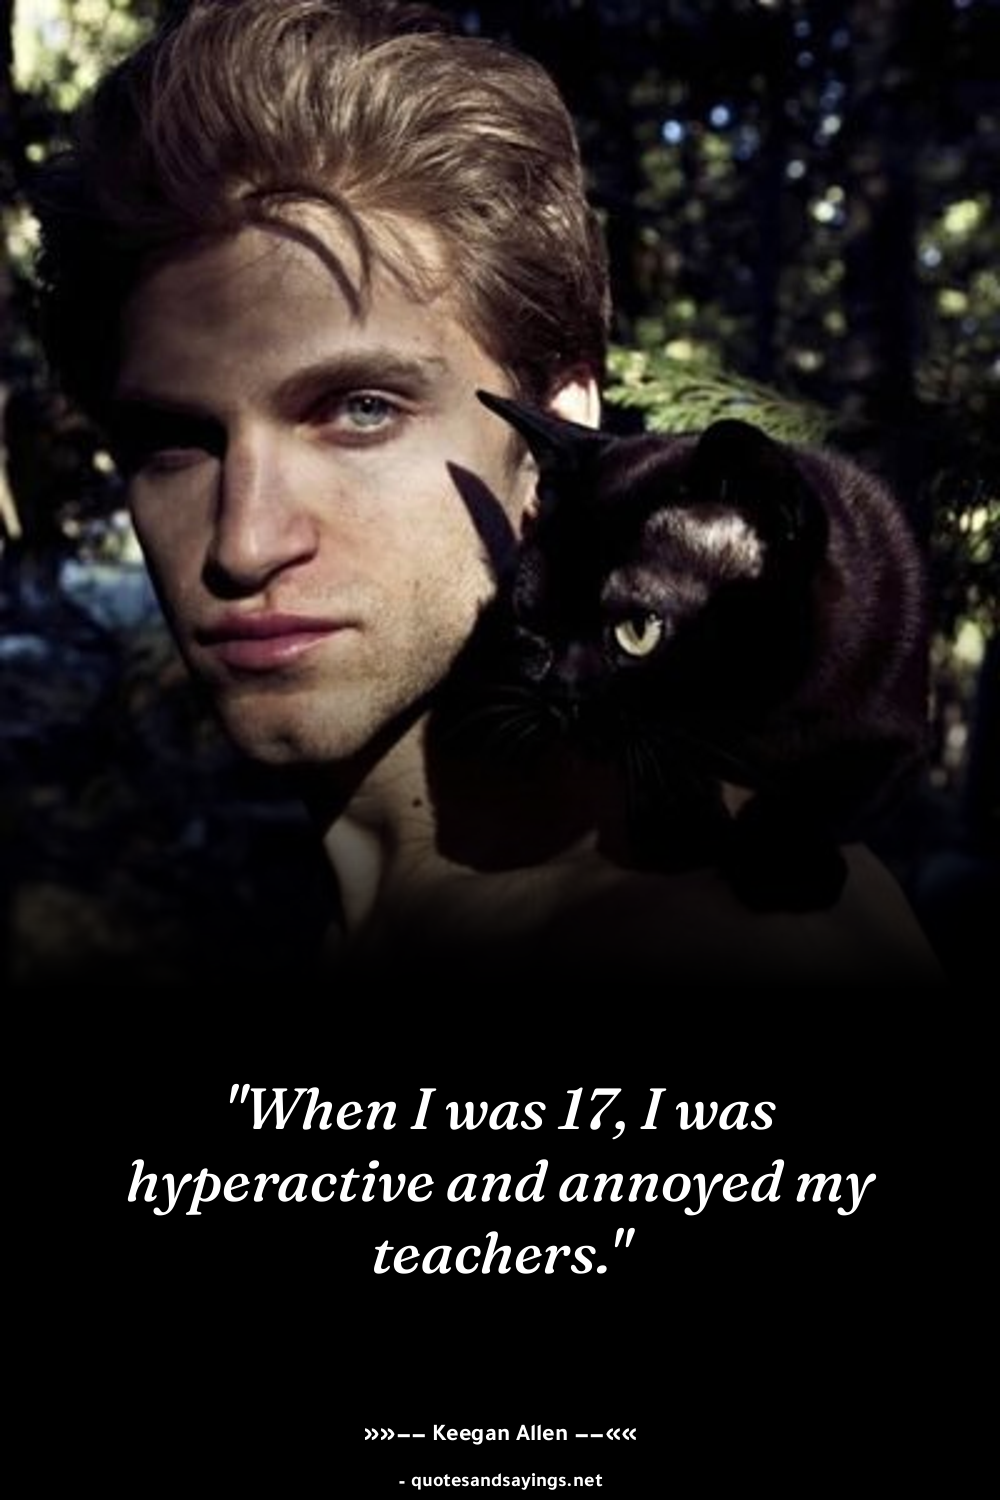 "When I was 17, I was
hyperactive and annoyed my
teachers."
»»—— Keegan Allen ——««
- quotesandsayings.net